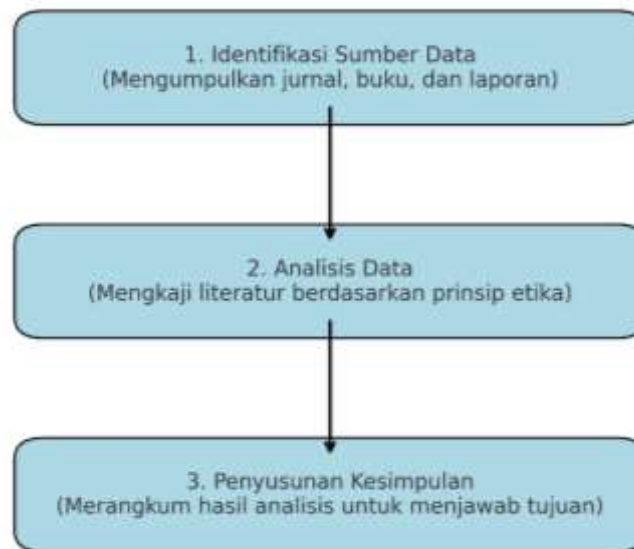 1. Identifikasi Sumber Data
(Mengumpulkan jurnal, buku, dan laporan)
2. Analisis Data
(Mengkaji literatur berdasarkan prinsip etika)
3. Penyusunan Kesimpulan
(Merangkum hasil analisis untuk menjawab tujuan)